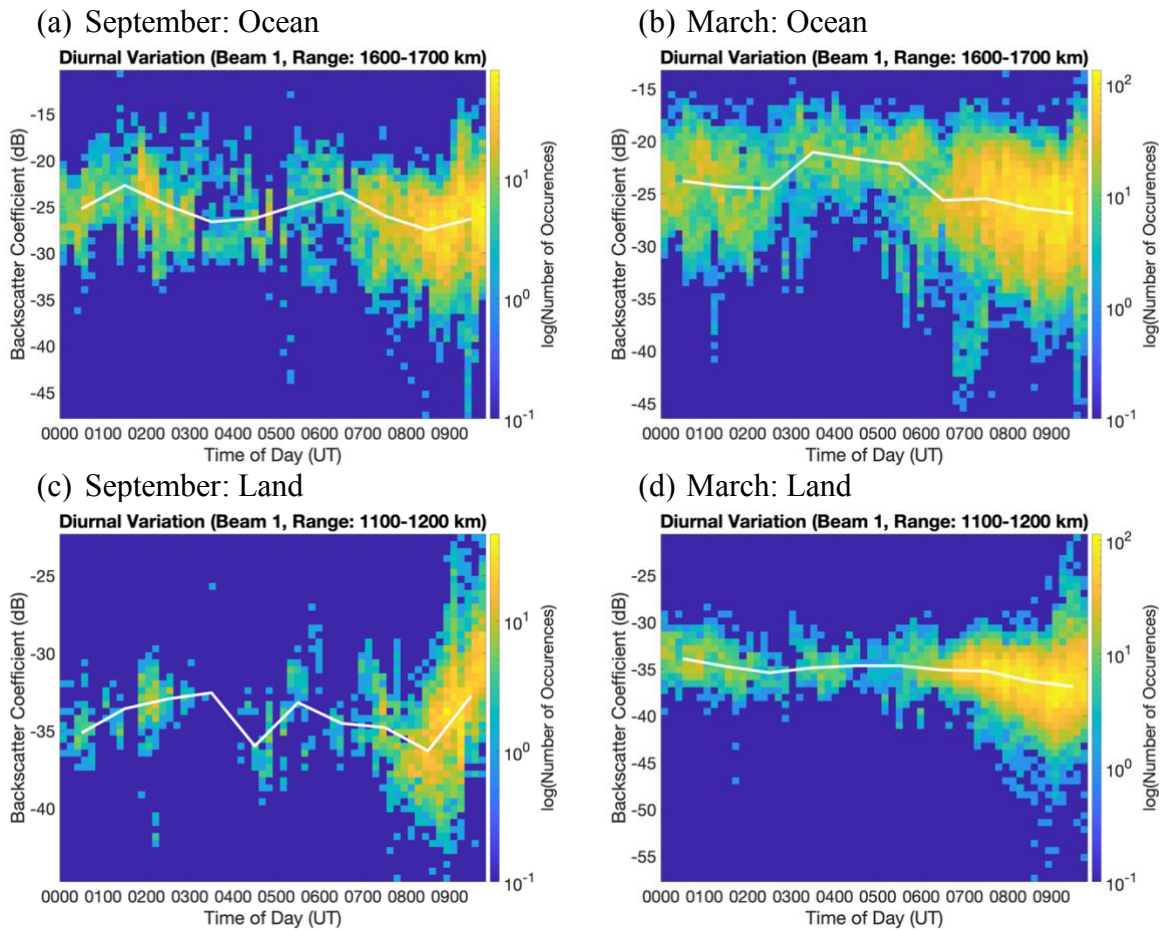 (a) September: Ocean
Diurnal Variation (Beam 1, Range: 1600-1700 km)
Backscatter Coefficient (dB)
-15
-20
-25
-30
-35
-40
-45
0000 0100 0200 0300 0400 0500 0600 0700 0800 0900
Time of Day (UT)
10^1
10^0
10^-1
log(Number of Occurences)
(b) March: Ocean
Diurnal Variation (Beam 1, Range: 1600-1700 km)
Backscatter Coefficient (dB)
-15
-20
-25
-30
-35
-40
-45
0000 0100 0200 0300 0400 0500 0600 0700 0800 0900
Time of Day (UT)
10^2
10^1
10^0
10^-1
log(Number of Occurences)
(c) September: Land
Diurnal Variation (Beam 1, Range: 1100-1200 km)
Backscatter Coefficient (dB)
-25
-30
-35
-40
0000 0100 0200 0300 0400 0500 0600 0700 0800 0900
Time of Day (UT)
10^1
10^0
10^-1
log(Number of Occurences)
(d) March: Land
Diurnal Variation (Beam 1, Range: 1100-1200 km)
Backscatter Coefficient (dB)
-25
-30
-35
-40
-45
-50
-55
0000 0100 0200 0300 0400 0500 0600 0700 0800 0900
Time of Day (UT)
10^2
10^1
10^0
10^-1
log(Number of Occurences)